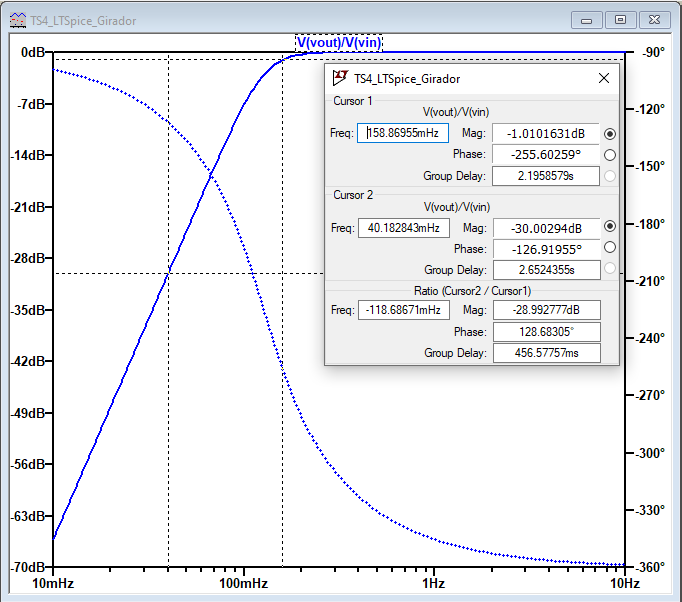 TS4_LTSpice_Girador
V(vout)/V(vin)
0dB
-7dB
-14dB
-21dB
-28dB
-35dB
-42dB
-49dB
-56dB
-63dB
-70dB
-90°
-120°
-150°
-180°
-210°
-240°
-270°
-300°
-330°
-360°
10mHz 100mHz 1Hz 10Hz
TS4_LTSpice_Girador
Cursor 1
V(vout)/V(vin)
Freq: 158.86955mHz Mag: -1.0101631dB
Phase: -255.60259°
Group Delay: 2.1958579s
Cursor 2
V(vout)/V(vin)
Freq: 40.182843mHz Mag: -30.00294dB
Phase: -126.91955°
Group Delay: 2.6524355s
Ratio (Cursor2 / Cursor1)
Freq: -118.68671mHz Mag: -28.992777dB
Phase: 128.68305°
Group Delay: 456.57757ms